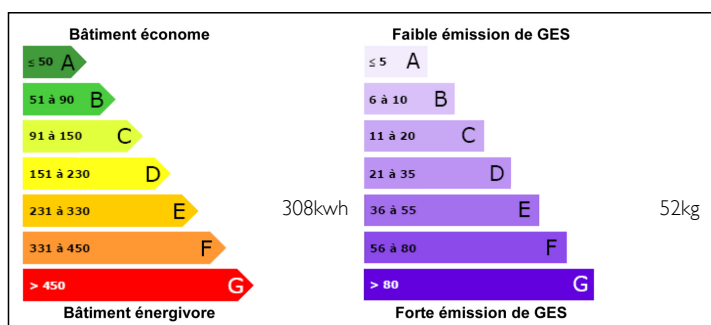 Bâtiment économe
≤ 50 A
51 à 90 B
91 à 150 C
151 à 230 D
231 à 330 E
308kwh
331 à 450 F
> 450 G
Bâtiment énergivore
Faible émission de GES
≤ 5 A
6 à 10 B
11 à 20 C
21 à 35 D
36 à 55 E
52kg
56 à 80 F
> 80 G
Forte émission de GES